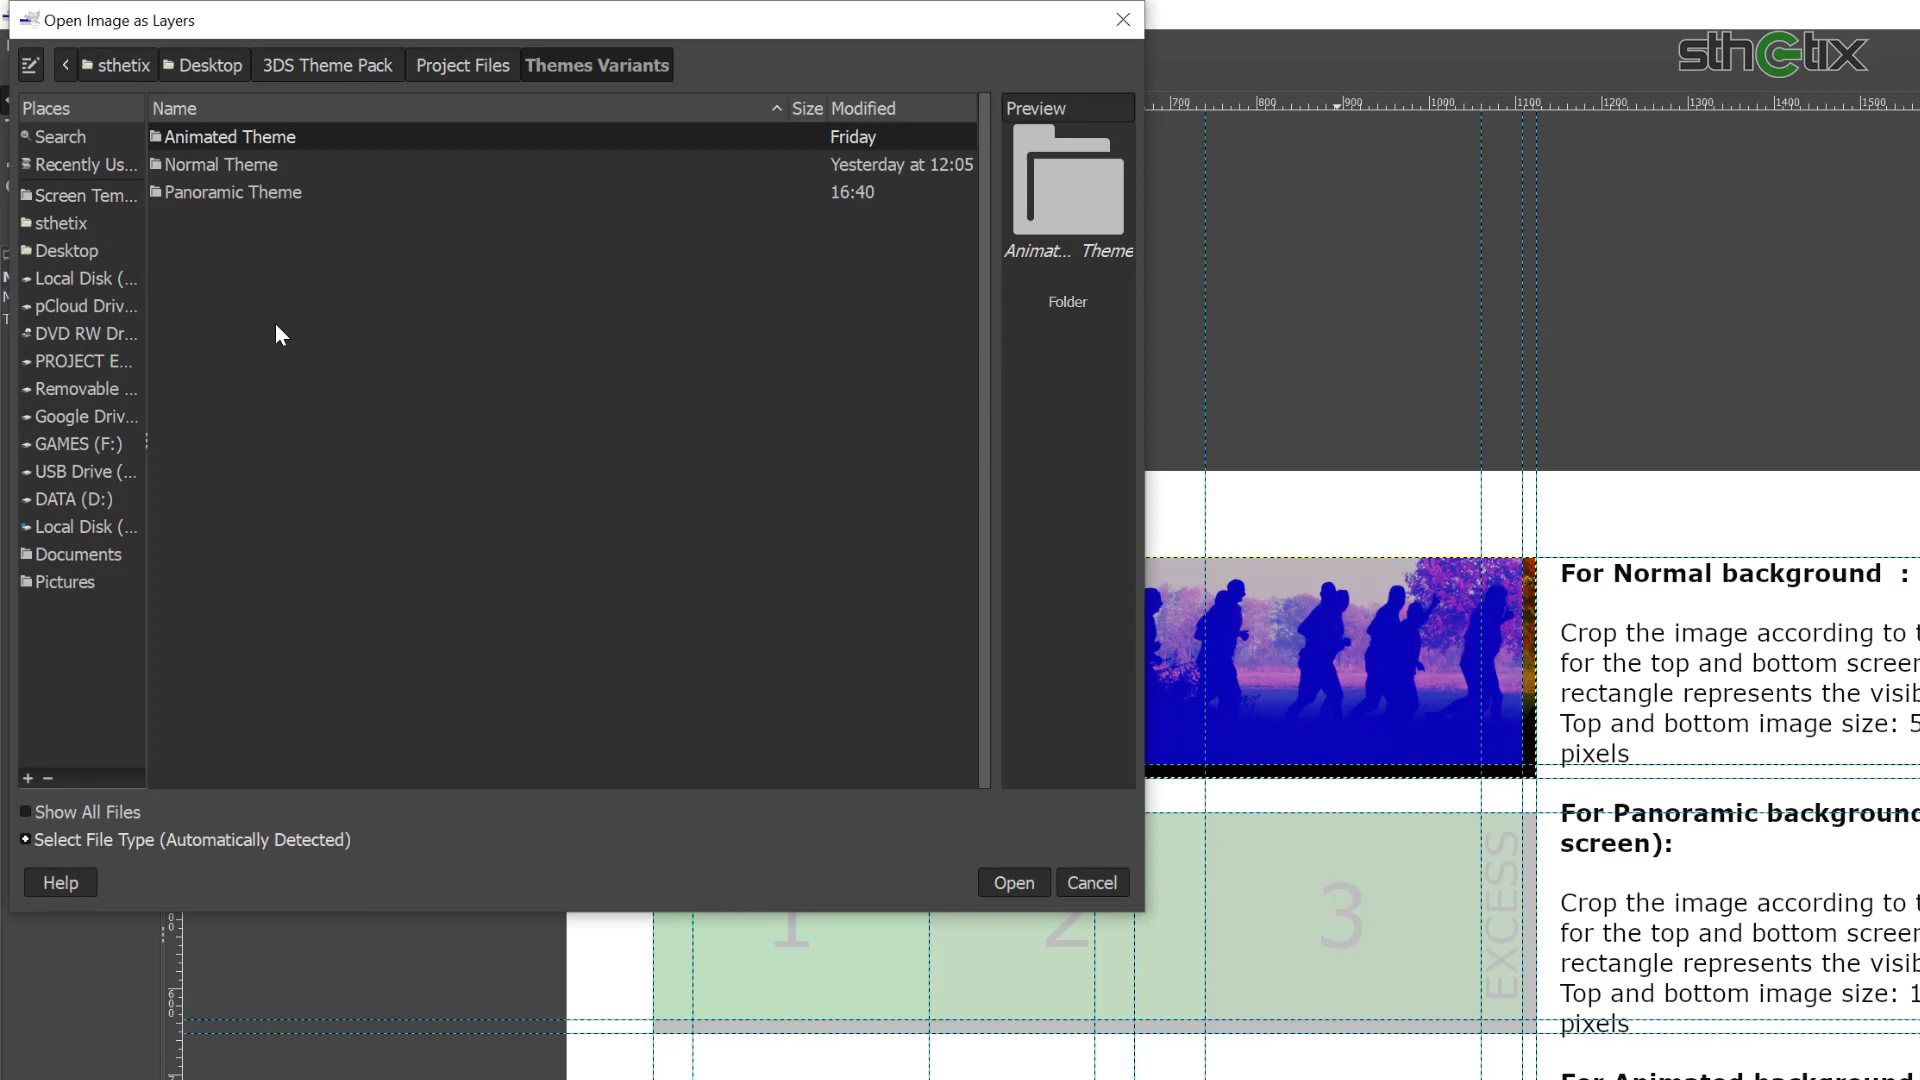 Open Image as Layers
sthetix
sthetix Desktop 3DS Theme Pack Project Files Themes Variants
Places
Search
Recently Us...
Screen Tem...
sthetix
Desktop
Local Disk (...
pCloud Driv...
DVD RW Dr...
PROJECT E...
Removable ...
Google Driv...
GAMES (F:)
USB Drive (...
DATA (D:)
Local Disk (...
Documents
Pictures
Name Size Modified
Animated Theme Friday
Normal Theme Yesterday at 12:05
Panoramic Theme 16:40
Preview
Animat... Theme
Folder
Show All Files
Select File Type (Automatically Detected)
Help
Open
Cancel
700 800 900 1000 1100 1200 1300 1400 1500
600
For Normal background :
Crop the image according to
for the top and bottom screen
rectangle represents the visib
Top and bottom image size: 5
pixels
For Panoramic background
screen):
Crop the image according to
for the top and bottom screen
rectangle represents the visib
Top and bottom image size: 1
pixels
For Animated background
1 2 3
EXCESS